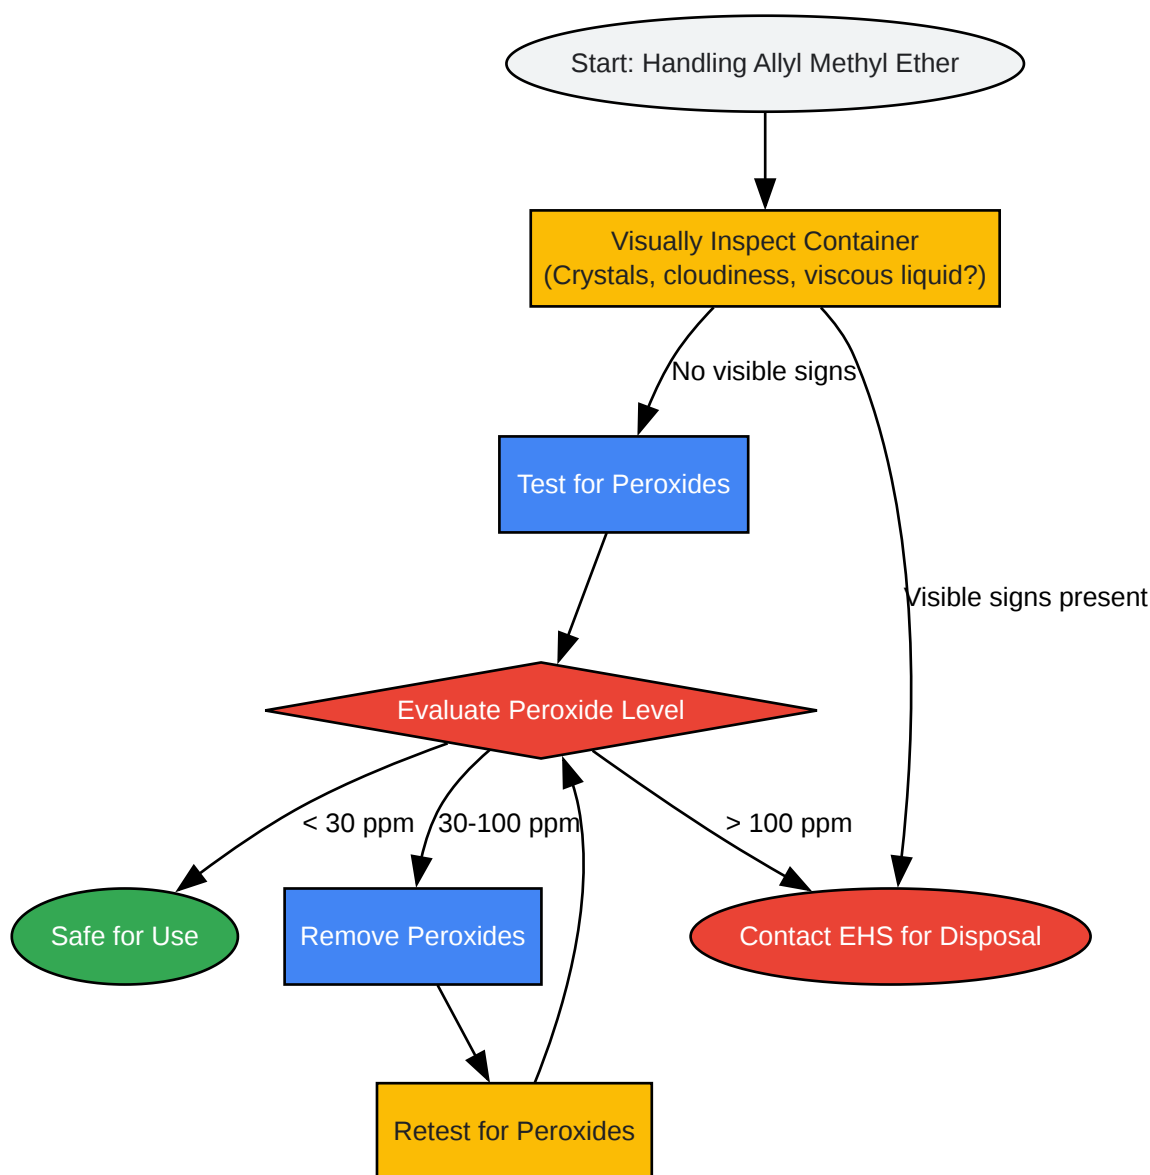 Start: Handling Allyl Methyl Ether
Visually Inspect Container
(Crystals, cloudiness, viscous liquid?)
No visible signs
Test for Peroxides
Visible signs present
Evaluate Peroxide Level
< 30 ppm
30-100 ppm
> 100 ppm
Safe for Use
Remove Peroxides
Contact EHS for Disposal
Retest for Peroxides